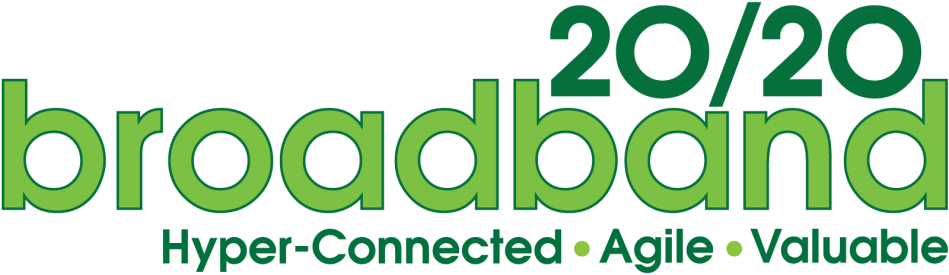 20/20
broadband
Hyper-Connected • Agile • Valuable